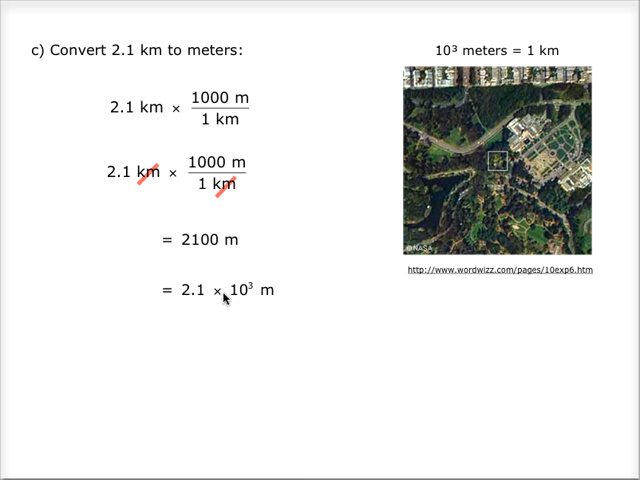 c) Convert 2.1 km to meters:
2.1 km × 1000 m / 1 km
2.1 km × 1000 m / 1 km
= 2100 m
= 2.1 × 10³ m
10³ meters = 1 km
©NASA
http://www.wordwizz.com/pages/10exp6.htm